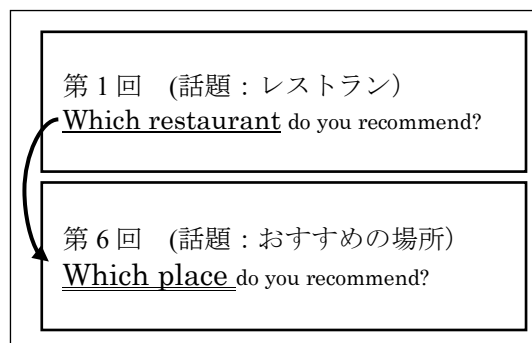 第1回 (話題：レストラン)
Which restaurant do you recommend?
第6回 (話題：おすすめの場所)
Which place do you recommend?